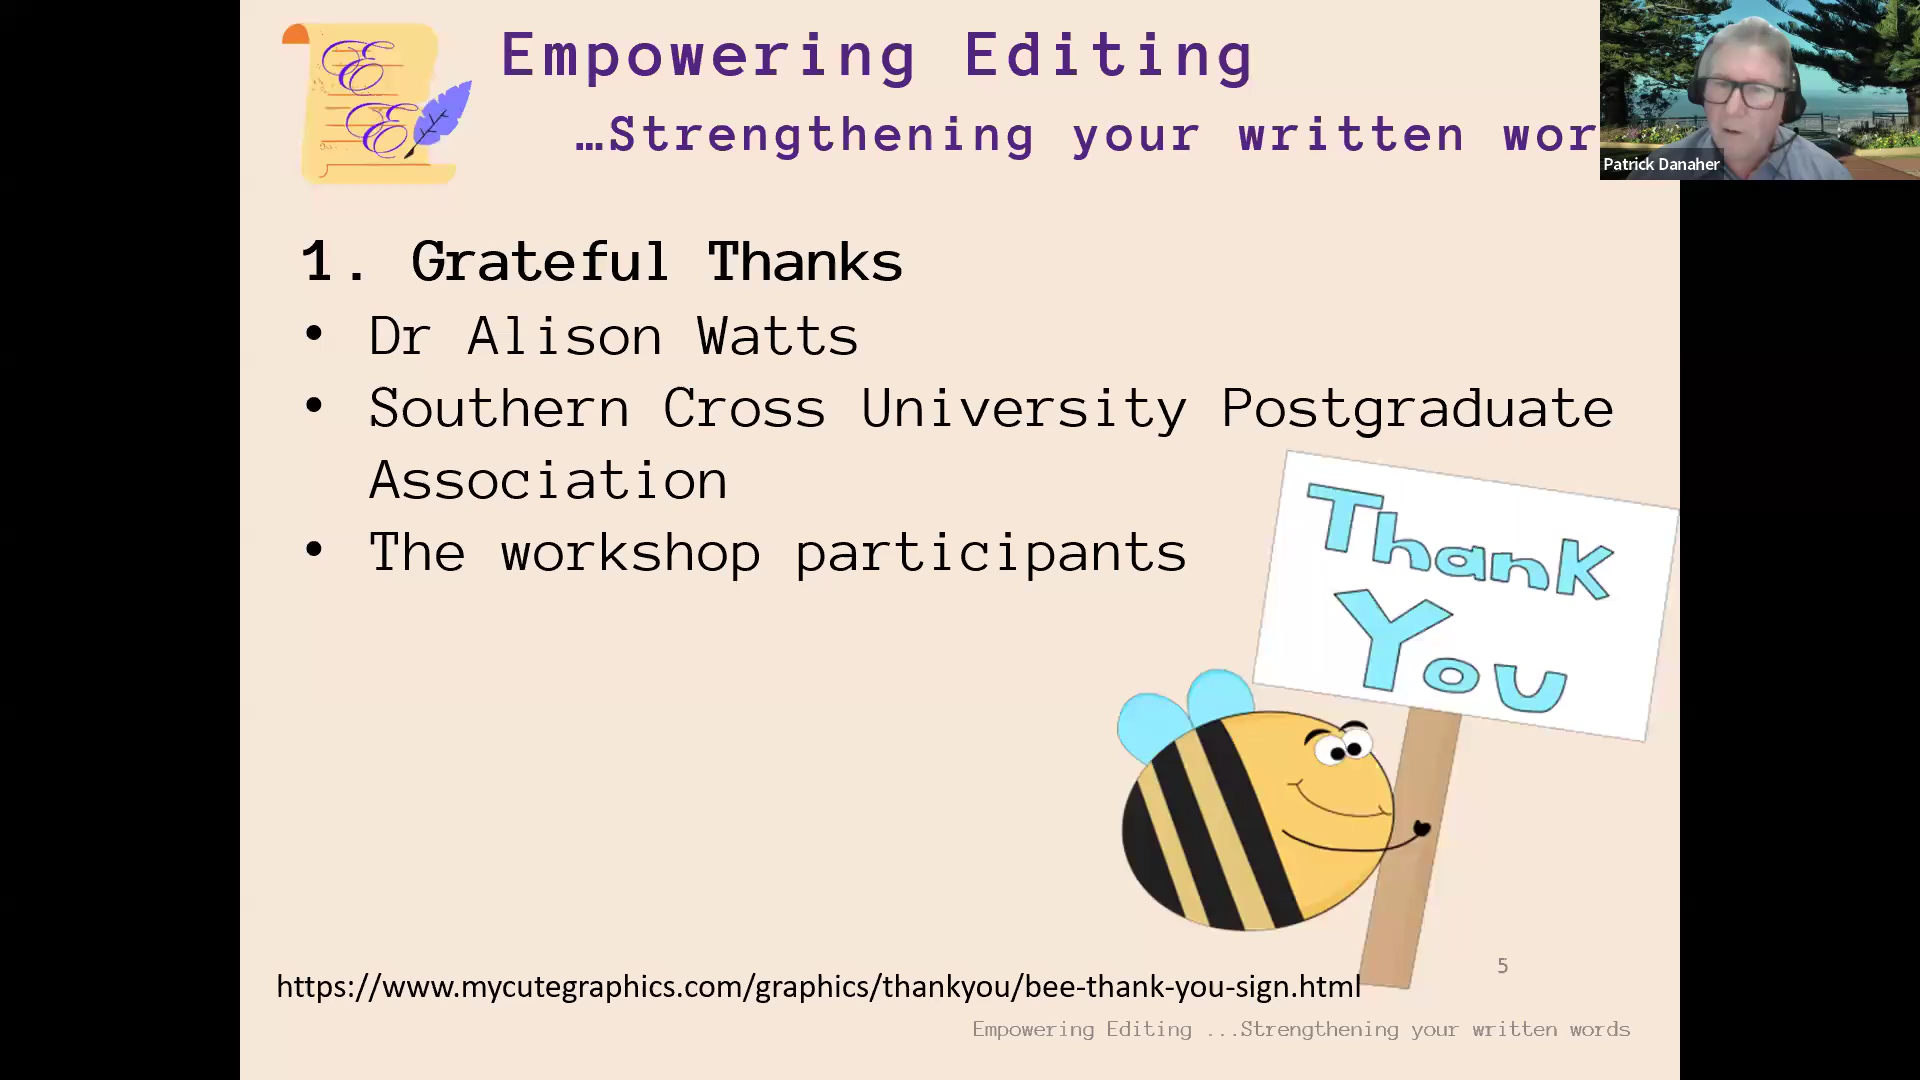 EE
EE
Empowering Editing
…Strengthening your written wor
Patrick Danaher
1. Grateful Thanks
• Dr Alison Watts
• Southern Cross University Postgraduate
Association
• The workshop participants
Thank
You
5
https://www.mycutegraphics.com/graphics/thankyou/bee-thank-you-sign.html
Empowering Editing ...Strengthening your written words